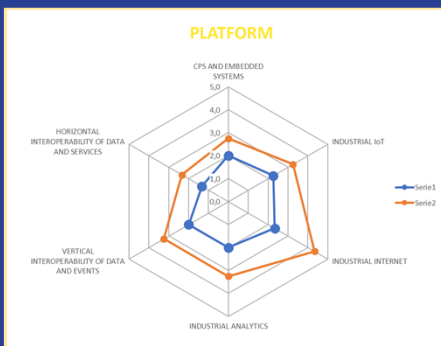 PLATFORM
CPS AND EMBEDDED
SYSTEMS
5,0
4,0
3,0
2,0
1,0
0,0
HORIZONTAL
INTEROPERABILITY OF DATA
AND SERVICES
INDUSTRIAL IoT
Serie1
Serie2
VERTICAL
INTEROPERABILITY OF DATA
AND EVENTS
INDUSTRIAL INTERNET
INDUSTRIAL ANALYTICS